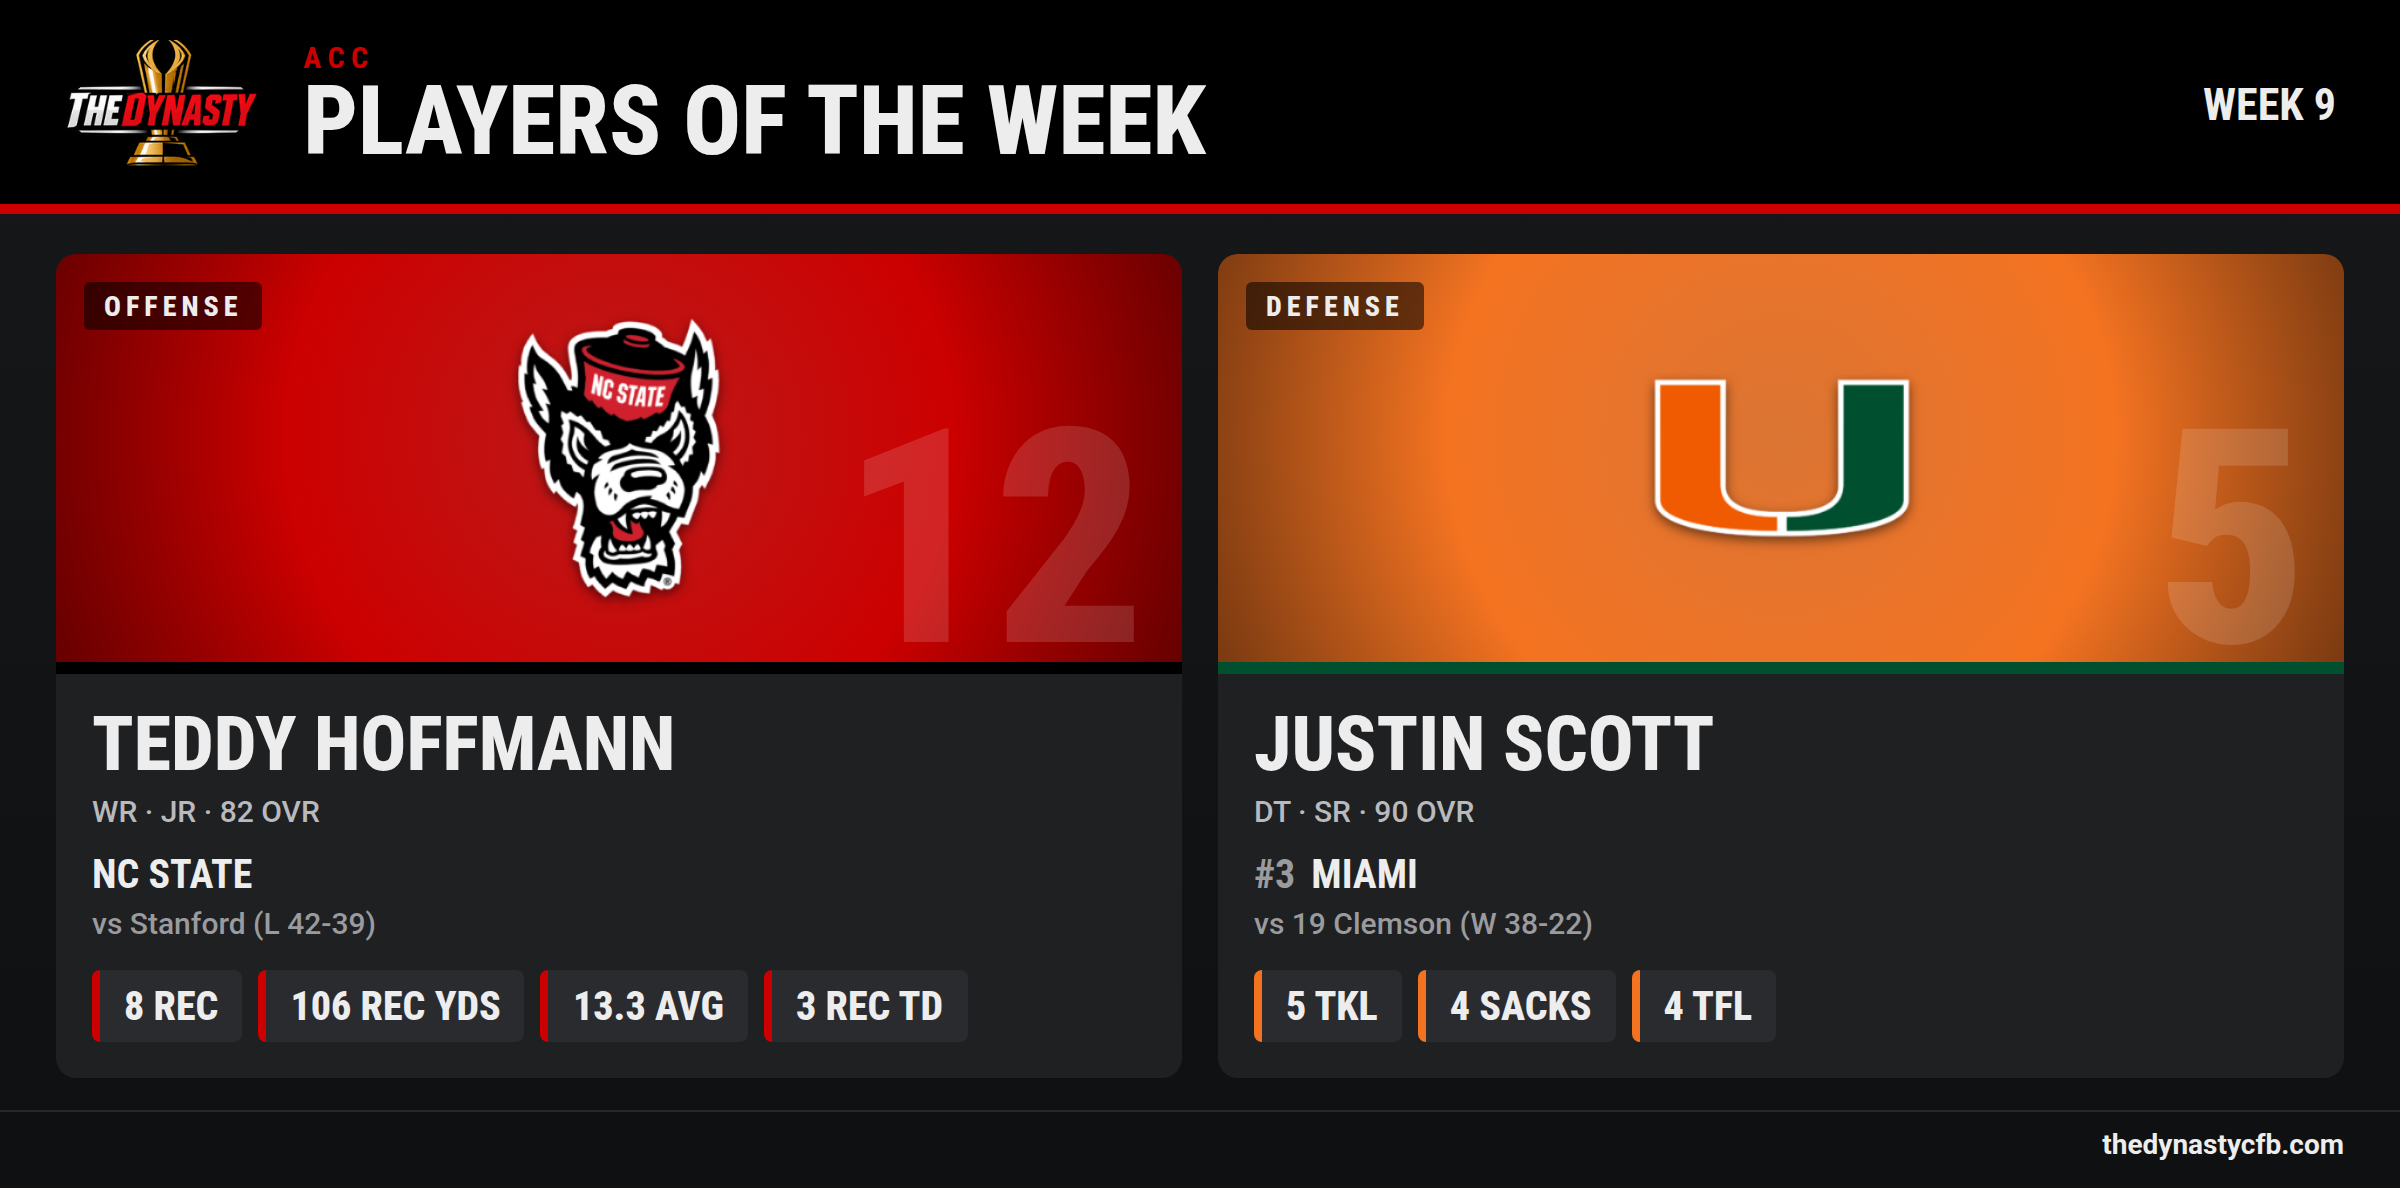 THE DYNASTY
ACC
PLAYERS OF THE WEEK
WEEK 9
OFFENSE
NC STATE
12
TEDDY HOFFMANN
WR · JR · 82 OVR
NC STATE
vs Stanford (L 42-39)
8 REC
106 REC YDS
13.3 AVG
3 REC TD
DEFENSE
U
5
JUSTIN SCOTT
DT · SR · 90 OVR
#3 MIAMI
vs 19 Clemson (W 38-22)
5 TKL
4 SACKS
4 TFL
thedynastycfb.com